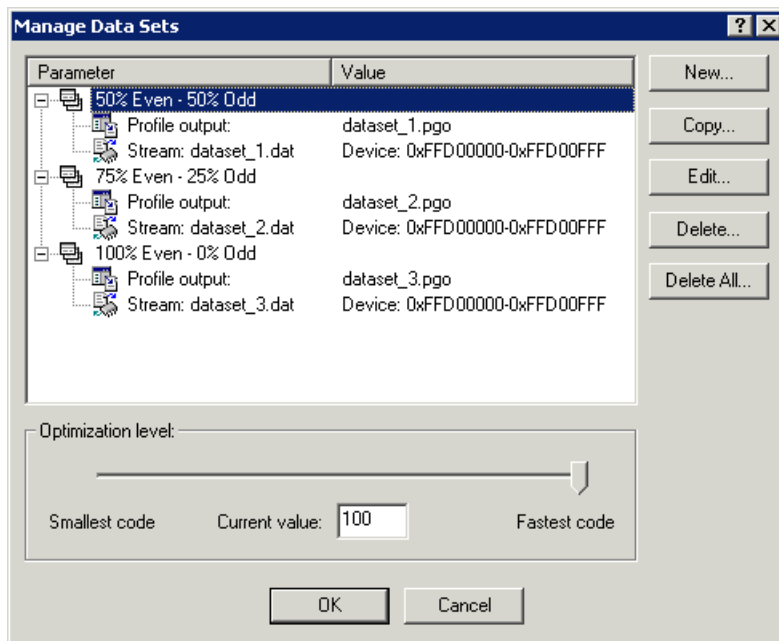 Manage Data Sets
Parameter Value
50% Even - 50% Odd
Profile output: dataset_1.pgo
Stream: dataset_1.dat Device: 0xFFD00000-0xFFD00FFF
75% Even - 25% Odd
Profile output: dataset_2.pgo
Stream: dataset_2.dat Device: 0xFFD00000-0xFFD00FFF
100% Even - 0% Odd
Profile output: dataset_3.pgo
Stream: dataset_3.dat Device: 0xFFD00000-0xFFD00FFF
New...
Copy...
Edit...
Delete...
Delete All...
Optimization level:
Smallest code Current value: 100 Fastest code
OK Cancel